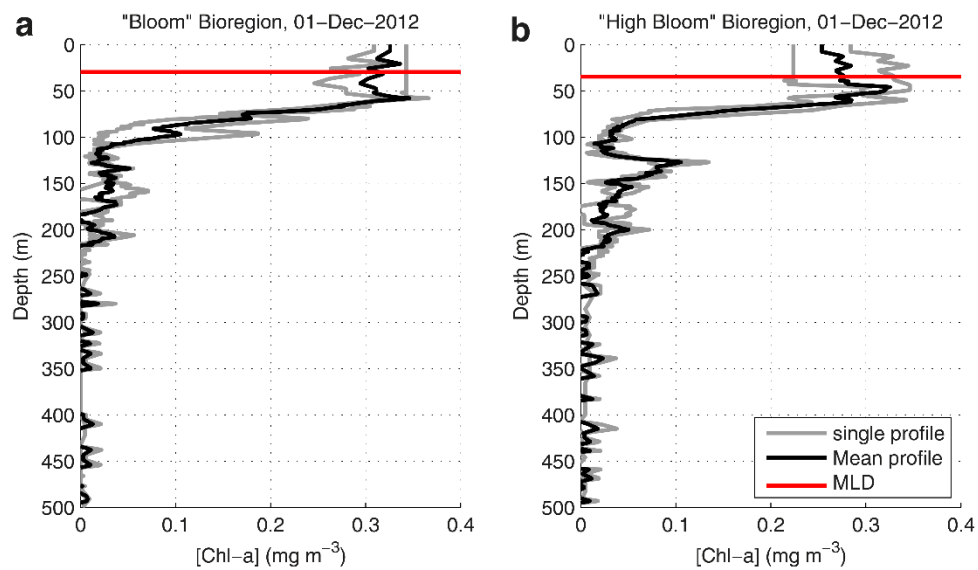 a
"Bloom" Bioregion, 01−Dec−2012
0
50
100
150
200
250
300
350
400
450
500
Depth (m)
0
0.1
0.2
0.3
0.4
[Chl−a] (mg m⁻³)
b
"High Bloom" Bioregion, 01−Dec−2012
0
50
100
150
200
250
300
350
400
450
500
Depth (m)
single profile
Mean profile
MLD
0
0.1
0.2
0.3
0.4
[Chl−a] (mg m⁻³)